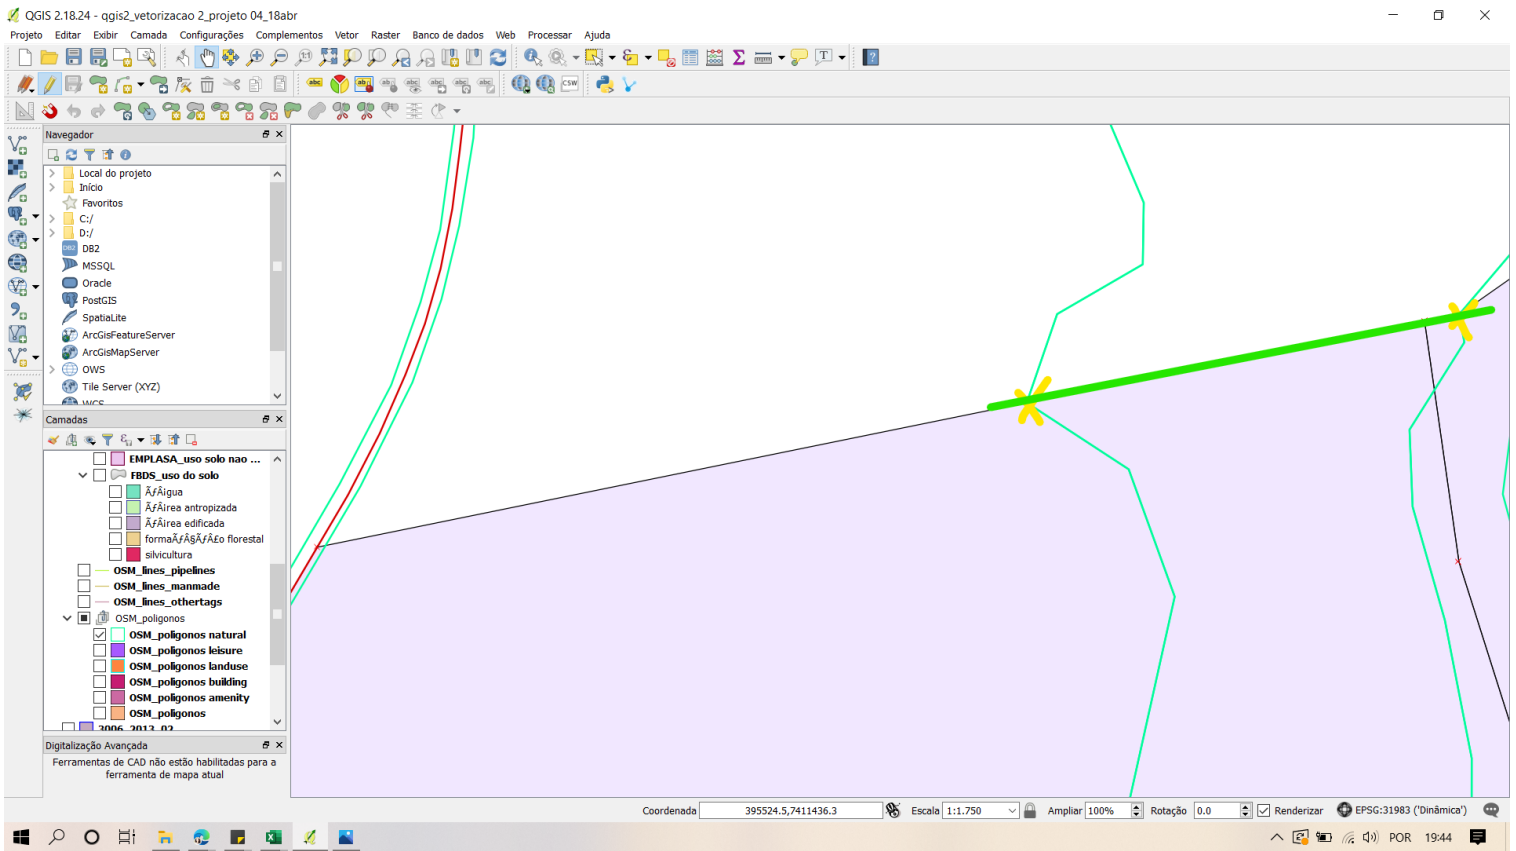 QGIS 2.18.24 - qgis2_vetorizacao 2_projeto 04_18abr
Projeto Editar Exibir Camada Configurações Complementos Vetor Raster Banco de dados Web Processar Ajuda
Navegador
Local do projeto
Início
Favoritos
C:/
D:/
DB2
MSSQL
Oracle
PostGIS
SpatiaLite
ArcGisFeatureServer
ArcGisMapServer
OWS
Tile Server (XYZ)
WCS
Camadas
EMPLASA_uso solo nao ...
FBDS_uso do solo
ÃƒÂigua
ÃƒÂirea antropizada
ÃƒÂirea edificada
formaÃƒÂ§ÃƒÂ£o florestal
silvicultura
OSM_lines_pipelines
OSM_lines_manmade
OSM_lines_othertags
OSM_poligonos
OSM_poligonos natural
OSM_poligonos leisure
OSM_poligonos landuse
OSM_poligonos building
OSM_poligonos amenity
OSM_poligonos
2006_2013_02
Digitalização Avançada
Ferramentas de CAD não estão habilitadas para a
ferramenta de mapa atual
Coordenada 395524.5,7411436.3 Escala 1:1.750 Ampliar 100% Rotação 0.0 Renderizar EPSG:31983 ('Dinâmica')
POR 19:44